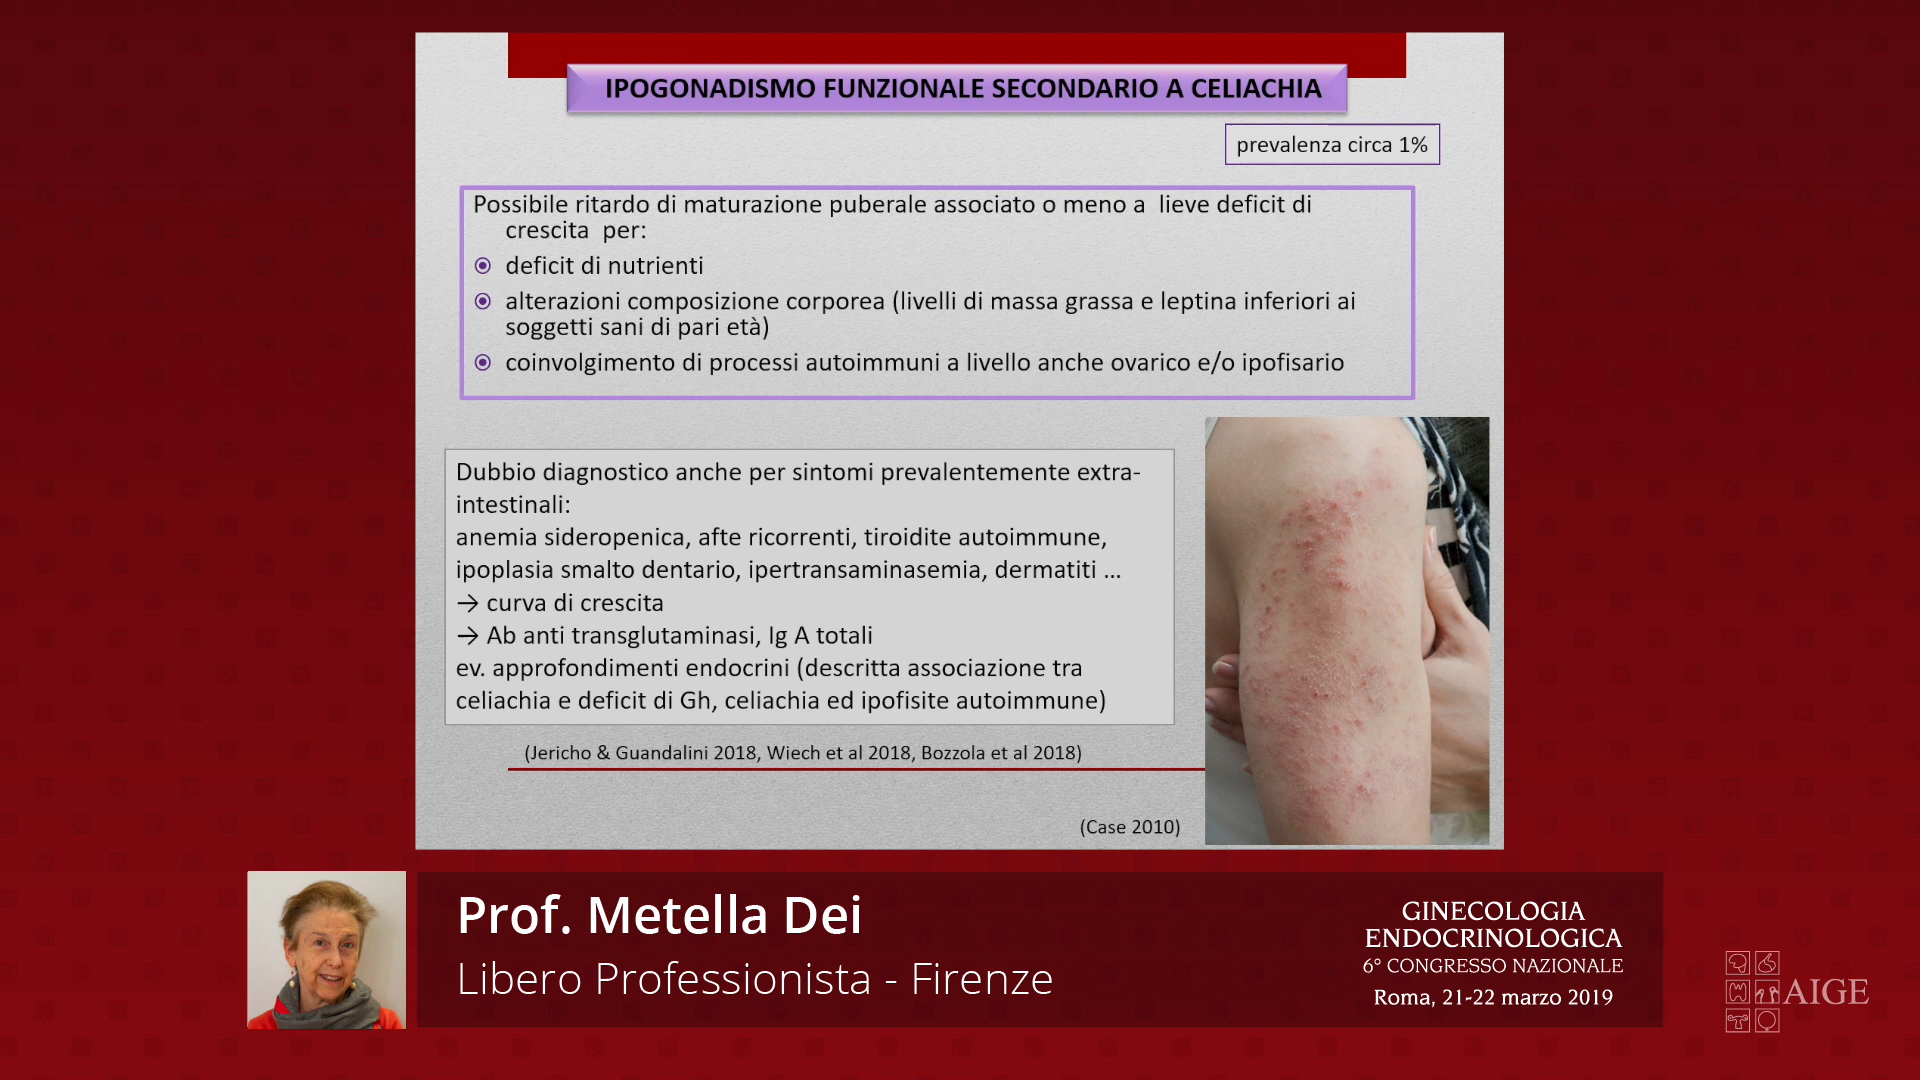 IPOGONADISMO FUNZIONALE SECONDARIO A CELIACHIA
prevalenza circa 1%
Possibile ritardo di maturazione puberale associato o meno a lieve deficit di
crescita per:
deficit di nutrienti
alterazioni composizione corporea (livelli di massa grassa e leptina inferiori ai
soggetti sani di pari età)
coinvolgimento di processi autoimmuni a livello anche ovarico e/o ipofisario
Dubbio diagnostico anche per sintomi prevalentemente extra-
intestinali:
anemia sideropenica, afte ricorrenti, tiroidite autoimmune,
ipoplasia smalto dentario, ipertransaminasemia, dermatiti ...
→ curva di crescita
→ Ab anti transglutaminasi, Ig A totali
ev. approfondimenti endocrini (descritta associazione tra
celiachia e deficit di Gh, celiachia ed ipofisite autoimmune)
(Jericho & Guandalini 2018, Wiech et al 2018, Bozzola et al 2018)
(Case 2010)
Prof. Metella Dei
Libero Professionista - Firenze
GINECOLOGIA
ENDOCRINOLOGICA
6° CONGRESSO NAZIONALE
Roma, 21-22 marzo 2019
AIGE